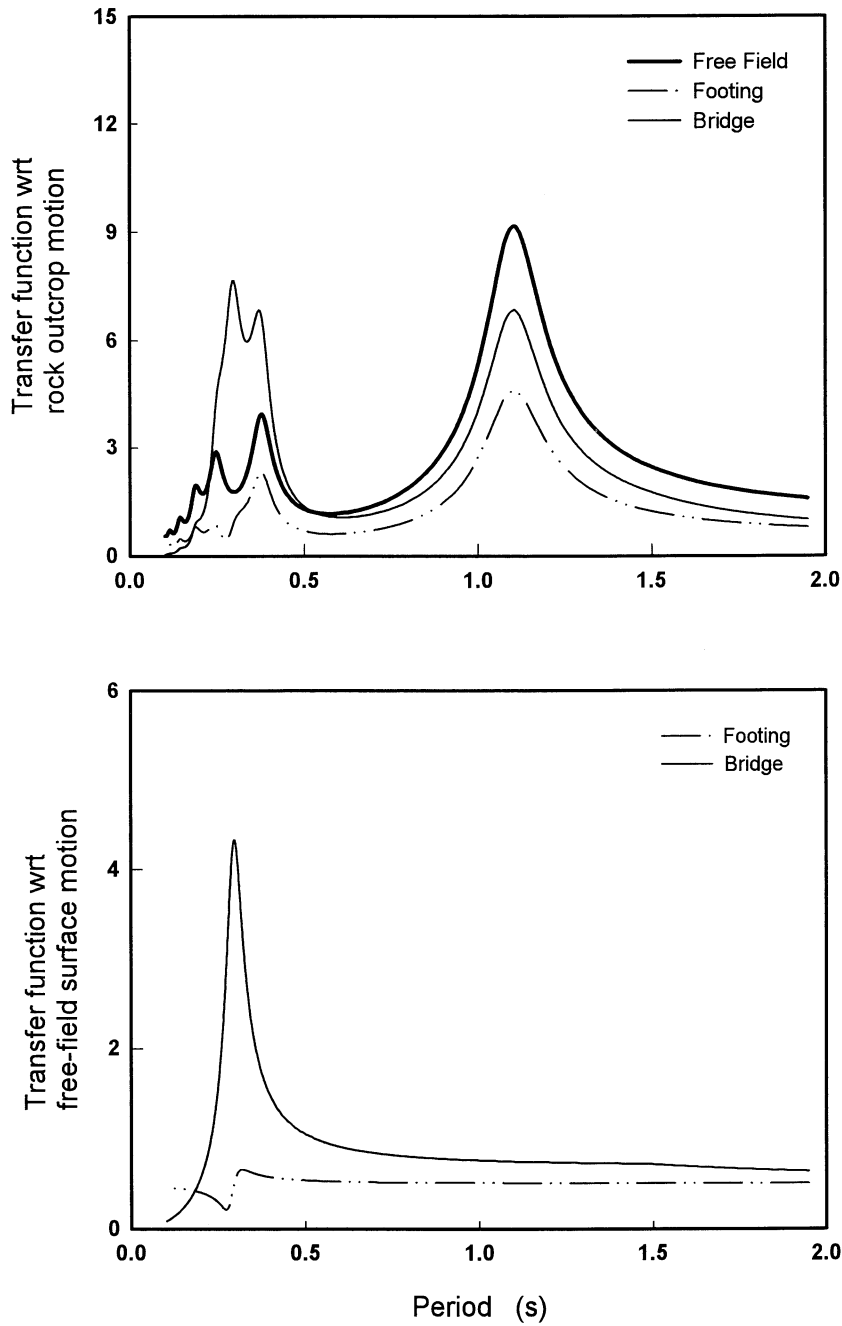 15
12
9
6
3
0
Transfer function wrt
rock outcrop motion
Free Field
Footing
Bridge
0.0
0.5
1.0
1.5
2.0
6
4
2
0
Transfer function wrt
free-field surface motion
Footing
Bridge
0.0
0.5
1.0
1.5
2.0
Period (s)